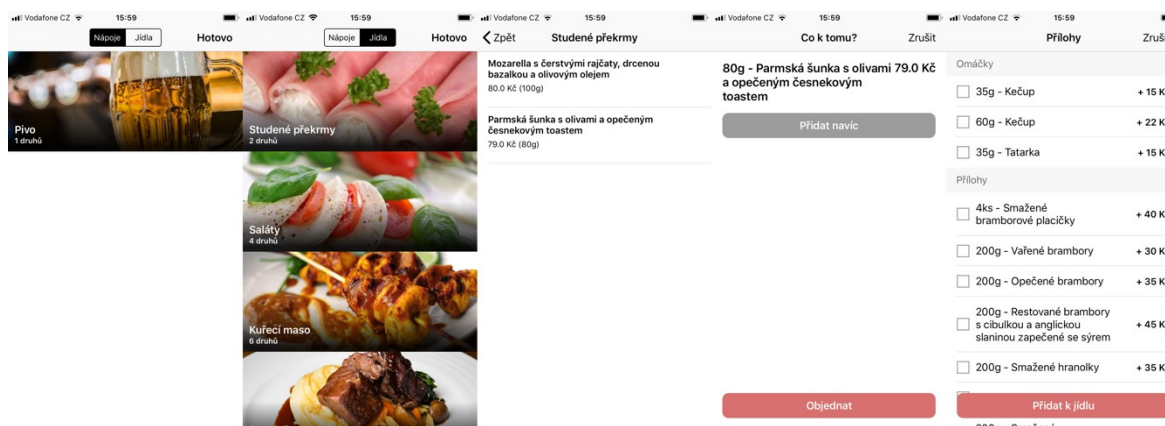 Vodafone CZ 15:59
Nápoje Jídla Hotovo
Pivo
1 druhů
Vodafone CZ 15:59
Nápoje Jídla Hotovo
Studené překrmy
2 druhů
Saláty
4 druhů
Kuřecí maso
6 druhů
Vodafone CZ 15:59
Zpět Studené překrmy
Mozarella s čerstvými rajčaty, drcenou
bazalkou a olivovým olejem
80.0 Kč (100g)
Parmská šunka s olivami a opečeným
česnekovým toastem
79.0 Kč (80g)
Vodafone CZ 15:59
Co k tomu? Zrušit
80g - Parmská šunka s olivami 79.0 Kč
a opečeným česnekovým
toastem
Přidat navíc
Objednat
Vodafone CZ 15:59
Přílohy Zruši
Omáčky
35g - Kečup + 15 K
60g - Kečup + 22 K
35g - Tatarka + 15 K
Přílohy
4ks - Smažené
bramborové placičky + 40 K
200g - Vařené brambory + 30 K
200g - Opečené brambory + 35 K
200g - Restované brambory
s cibulkou a anglickou + 45 K
slaninou zapečené se sýrem
200g - Smažené hranolky + 35 K
Přidat k jídlu